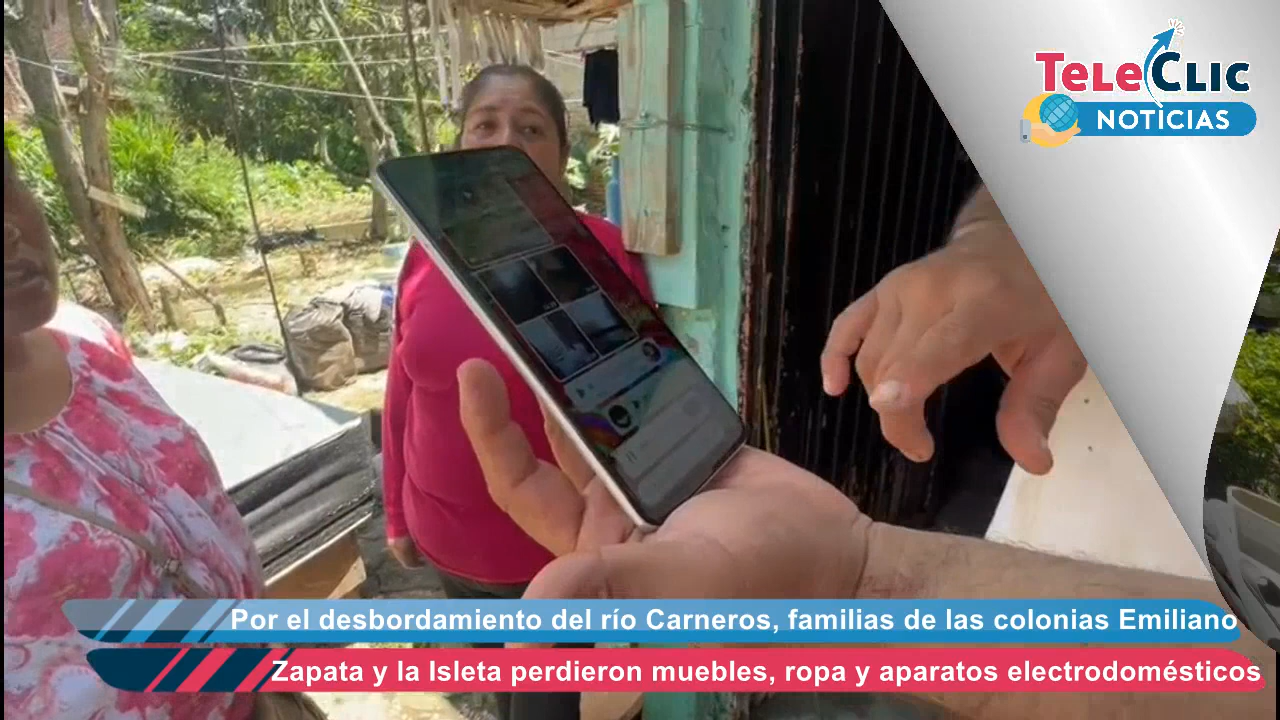 TELECLIC
NOTICIAS
Por el desbordamiento del río Carneros, familias de las colonias Emiliano
Zapata y la Isleta perdieron muebles, ropa y aparatos electrodomésticos